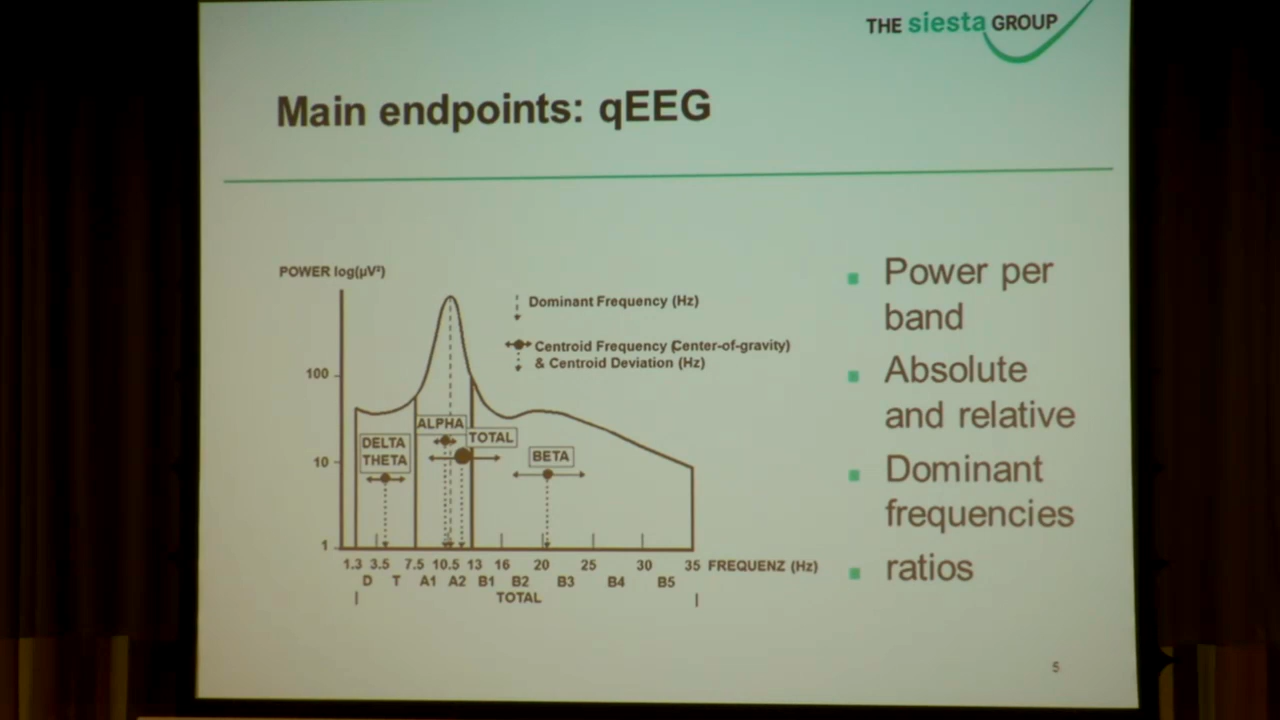 THE siesta GROUP
Main endpoints: qEEG
POWER log(µV²)
Dominant Frequency (Hz)
Centroid Frequency (Center-of-gravity)
& Centroid Deviation (Hz)
100
10
1
ALPHA
TOTAL
DELTA
THETA
BETA
1.3 3.5 7.5 10.5 13 16 20 25 30 35 FREQUENZ (Hz)
D T A1 A2 B1 B2 B3 B4 B5
TOTAL
Power per
band
Absolute
and relative
Dominant
frequencies
ratios
5